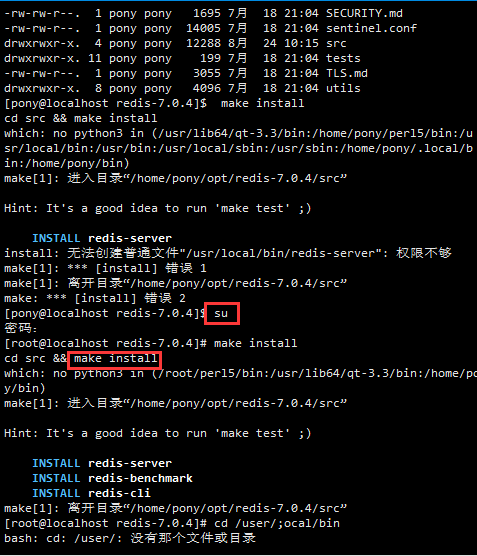 -rw-rw-r--.  1 pony pony   1695 7月  18 21:04 SECURITY.md
-rw-rw-r--.  1 pony pony  14005 7月  18 21:04 sentinel.conf
drwxrwxr-x.  4 pony pony  12288 8月  24 10:15 src
drwxrwxr-x. 11 pony pony    199 7月  18 21:04 tests
-rw-rw-r--.  1 pony pony   3055 7月  18 21:04 TLS.md
drwxrwxr-x.  8 pony pony   4096 7月  18 21:04 utils
[pony@localhost redis-7.0.4]$  make install
cd src && make install
which: no python3 in (/usr/lib64/qt-3.3/bin:/home/pony/perl5/bin:/u
sr/local/bin:/usr/bin:/usr/local/sbin:/usr/sbin:/home/pony/.local/b
in:/home/pony/bin)
make[1]: 进入目录“/home/pony/opt/redis-7.0.4/src”
Hint: It's a good idea to run 'make test' ;)
INSTALL redis-server
install: 无法创建普通文件"/usr/local/bin/redis-server": 权限不够
make[1]: *** [install] 错误 1
make[1]: 离开目录“/home/pony/opt/redis-7.0.4/src”
make: *** [install] 错误 2
[pony@localhost redis-7.0.4]$ su
密码：
[root@localhost redis-7.0.4]# make install
cd src && make install
which: no python3 in (/root/perl5/bin:/usr/lib64/qt-3.3/bin:/home/po
y/bin)
make[1]: 进入目录“/home/pony/opt/redis-7.0.4/src”
Hint: It's a good idea to run 'make test' ;)
INSTALL redis-server
INSTALL redis-benchmark
INSTALL redis-cli
make[1]: 离开目录“/home/pony/opt/redis-7.0.4/src”
[root@localhost redis-7.0.4]# cd /user/;ocal/bin
bash: cd: /user/: 没有那个文件或目录